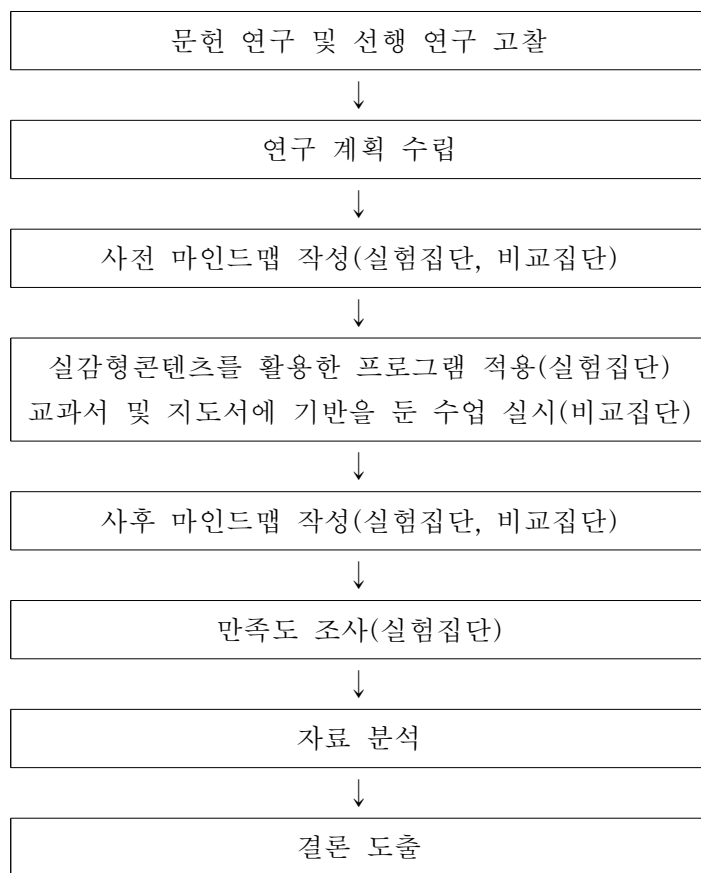 문헌 연구 및 선행 연구 고찰
↓
연구 계획 수립
↓
사전 마인드맵 작성(실험집단, 비교집단)
↓
실감형콘텐츠를 활용한 프로그램 적용(실험집단)
교과서 및 지도서에 기반을 둔 수업 실시(비교집단)
↓
사후 마인드맵 작성(실험집단, 비교집단)
↓
만족도 조사(실험집단)
↓
자료 분석
↓
결론 도출